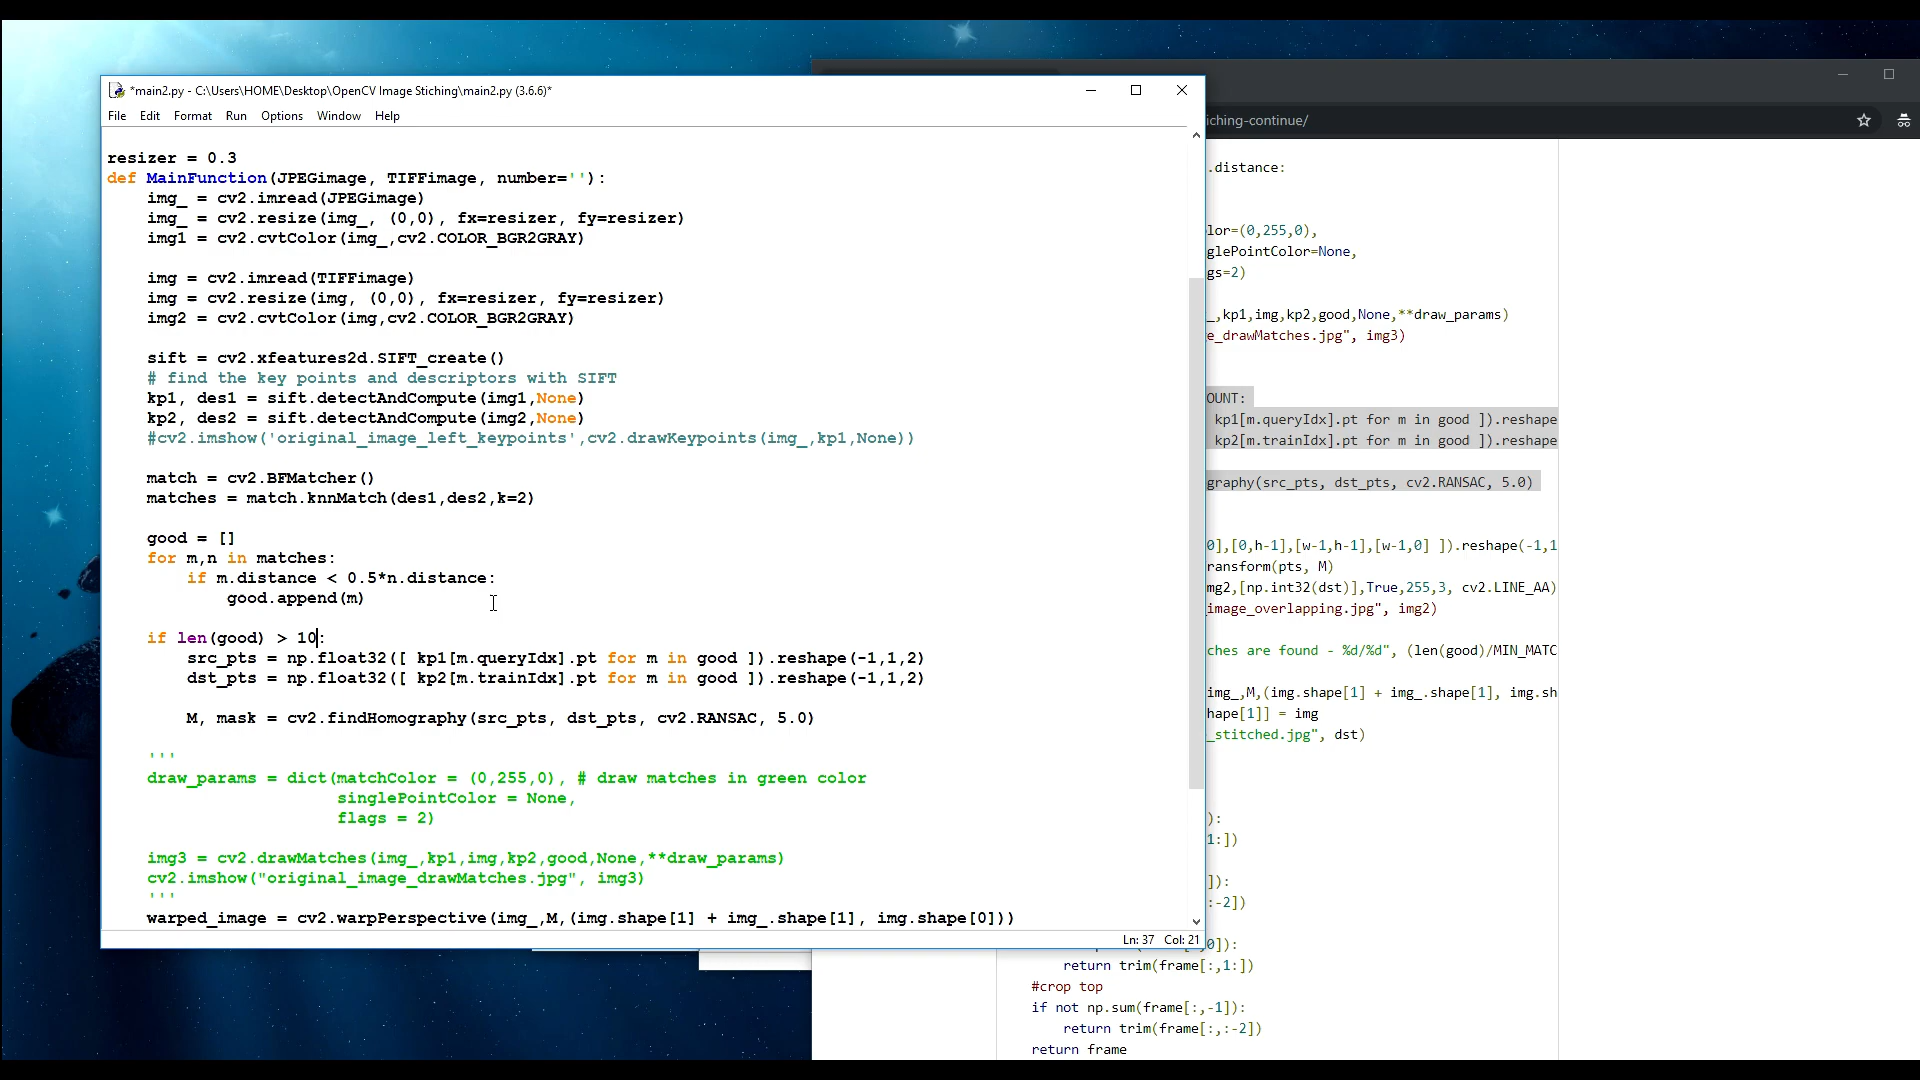 *main2.py - C:\Users\HOME\Desktop\OpenCV Image Stiching\main2.py (3.6.6)*
File Edit Format Run Options Window Help
resizer = 0.3
def MainFunction(JPEGimage, TIFFimage, number=''):
    img_ = cv2.imread(JPEGimage)
    img_ = cv2.resize(img_, (0,0), fx=resizer, fy=resizer)
    img1 = cv2.cvtColor(img_,cv2.COLOR_BGR2GRAY)
    img = cv2.imread(TIFFimage)
    img = cv2.resize(img, (0,0), fx=resizer, fy=resizer)
    img2 = cv2.cvtColor(img,cv2.COLOR_BGR2GRAY)
    sift = cv2.xfeatures2d.SIFT_create()
    # find the key points and descriptors with SIFT
    kp1, des1 = sift.detectAndCompute(img1,None)
    kp2, des2 = sift.detectAndCompute(img2,None)
    #cv2.imshow('original_image_left_keypoints',cv2.drawKeypoints(img_,kp1,None))
    match = cv2.BFMatcher()
    matches = match.knnMatch(des1,des2,k=2)
    good = []
    for m,n in matches:
        if m.distance < 0.5*n.distance:
            good.append(m)
    if len(good) > 10:
        src_pts = np.float32([ kp1[m.queryIdx].pt for m in good ]).reshape(-1,1,2)
        dst_pts = np.float32([ kp2[m.trainIdx].pt for m in good ]).reshape(-1,1,2)
        M, mask = cv2.findHomography(src_pts, dst_pts, cv2.RANSAC, 5.0)
    '''
    draw_params = dict(matchColor = (0,255,0), # draw matches in green color
                       singlePointColor = None,
                       flags = 2)
    img3 = cv2.drawMatches(img_,kp1,img,kp2,good,None,**draw_params)
    cv2.imshow("original_image_drawMatches.jpg", img3)
    '''
    warped_image = cv2.warpPerspective(img_,M,(img.shape[1] + img_.shape[1], img.shape[0]))
Ln: 37 Col: 21
iching-continue/
.distance:
lor=(0,255,0),
glePointColor=None,
gs=2)
_,kp1,img,kp2,good,None,**draw_params)
e_drawMatches.jpg", img3)
OUNT:
kp1[m.queryIdx].pt for m in good ]).reshape
kp2[m.trainIdx].pt for m in good ]).reshape
graphy(src_pts, dst_pts, cv2.RANSAC, 5.0)
0],[0,h-1],[w-1,h-1],[w-1,0] ]).reshape(-1,1
ransform(pts, M)
mg2,[np.int32(dst)],True,255,3, cv2.LINE_AA)
image_overlapping.jpg", img2)
ches are found - %d/%d", (len(good)/MIN_MATC
img_,M,(img.shape[1] + img_.shape[1], img.sh
hape[1]] = img
_stitched.jpg", dst)
):
1:])
]):
:-2])
0]):
return trim(frame[:,1:])
#crop top
if not np.sum(frame[:,-1]):
return trim(frame[:,:-2])
return frame